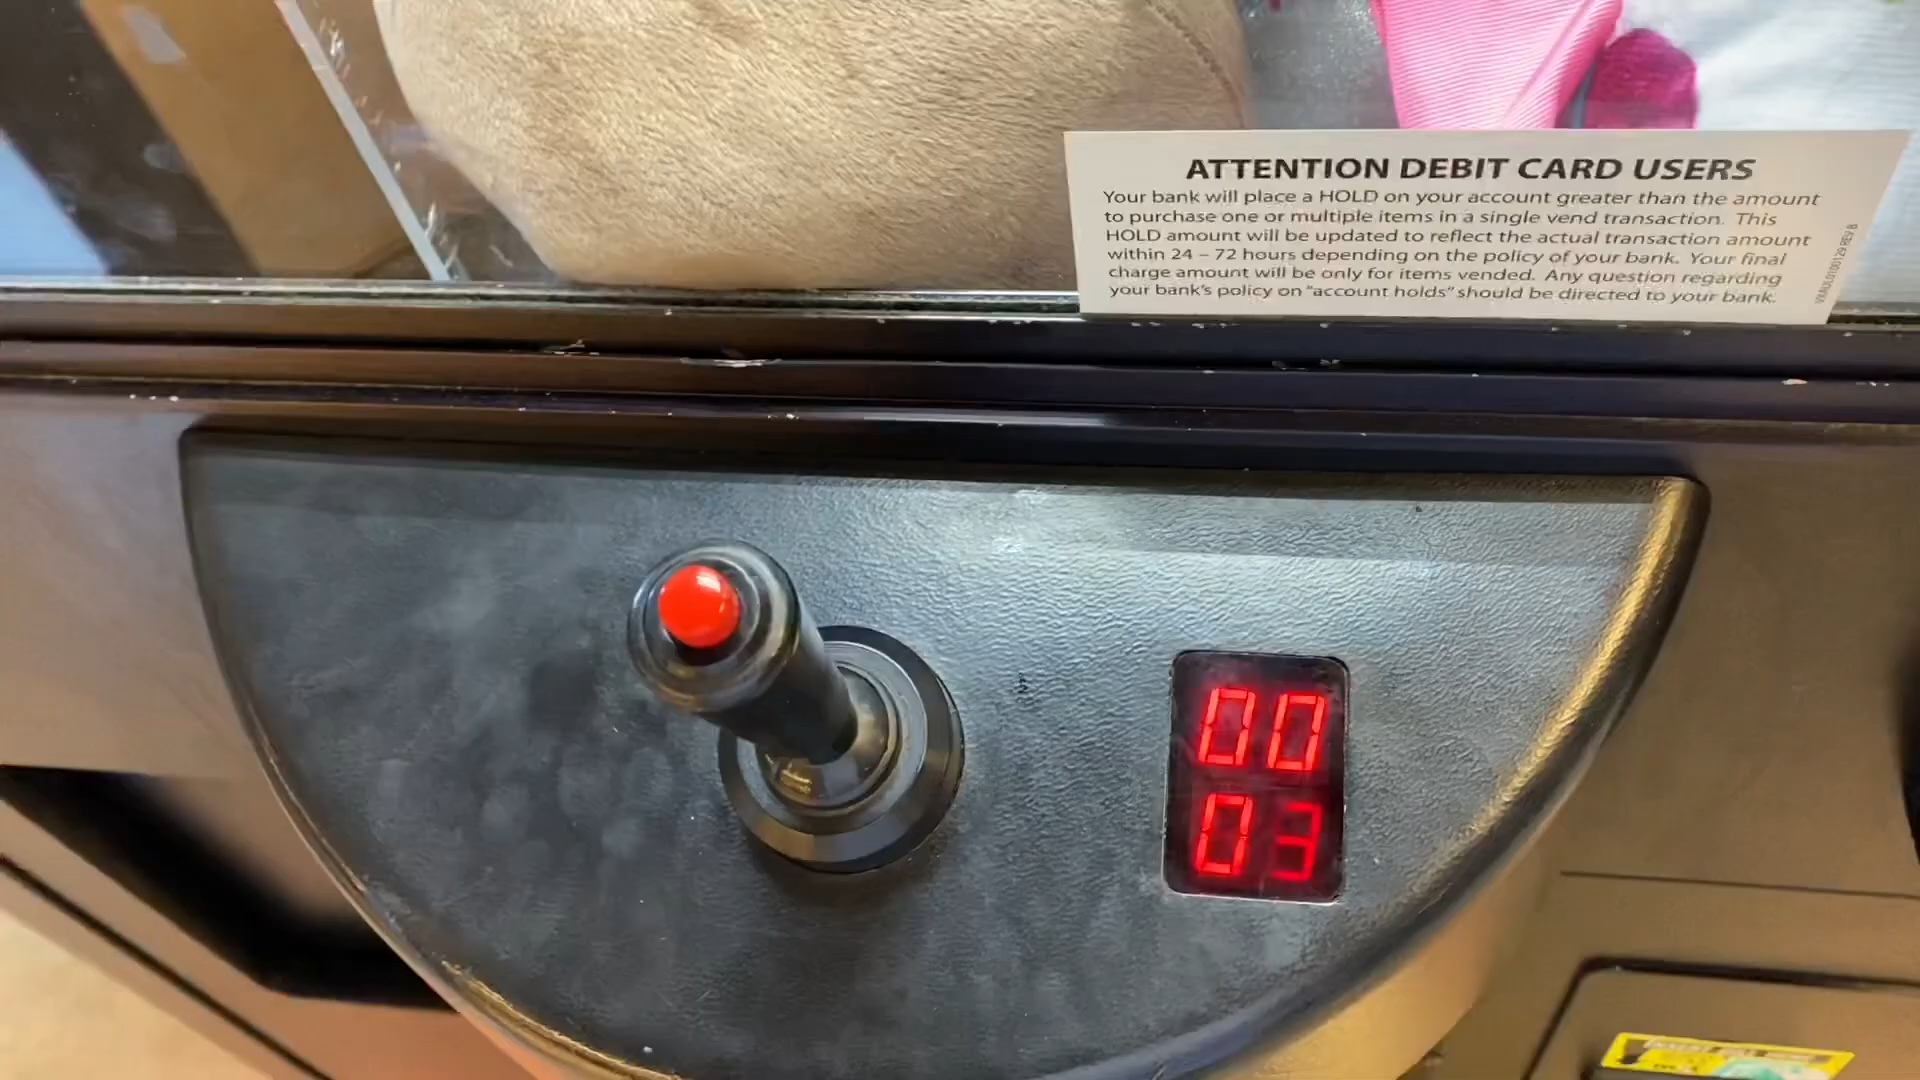 ATTENTION DEBIT CARD USERS
Your bank will place a HOLD on your account greater than the amount
to purchase one or multiple items in a single vend transaction. This
HOLD amount will be updated to reflect the actual transaction amount
within 24 – 72 hours depending on the policy of your bank. Your final
charge amount will be only for items vended. Any question regarding
your bank's policy on "account holds" should be directed to your bank.
00
03